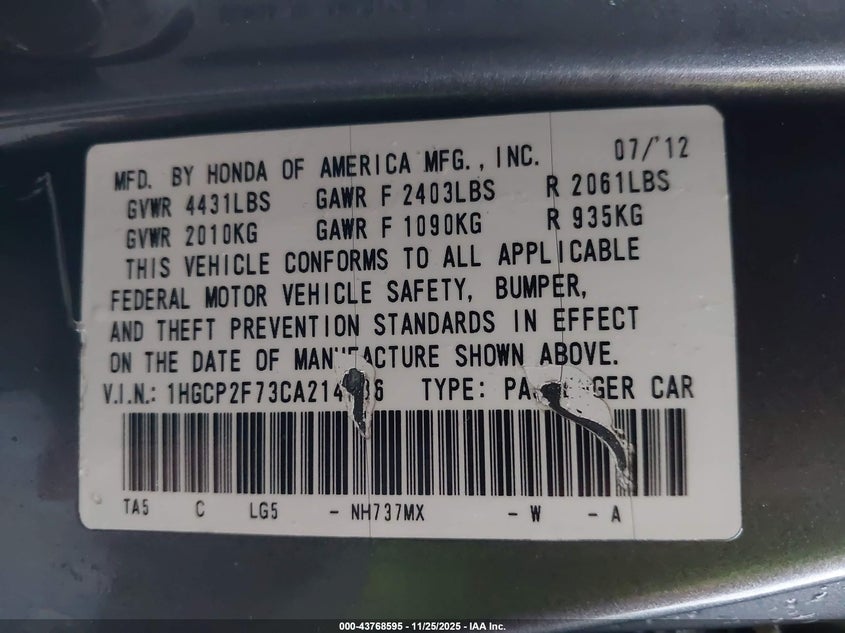 MFD. BY HONDA OF AMERICA MFG., INC. 07/'12
GVWR 4431LBS GAWR F 2403LBS R 2061LBS
GVWR 2010KG GAWR F 1090KG R 935KG
THIS VEHICLE CONFORMS TO ALL APPLICABLE
FEDERAL MOTOR VEHICLE SAFETY, BUMPER,
AND THEFT PREVENTION STANDARDS IN EFFECT
ON THE DATE OF MANUFACTURE SHOWN ABOVE.
V.I.N.: TYPE: PASSENGER CAR
TA5 C LG5 - NH737MX - W - A
000-43768595 - 11/25/2025 - IAA Inc.